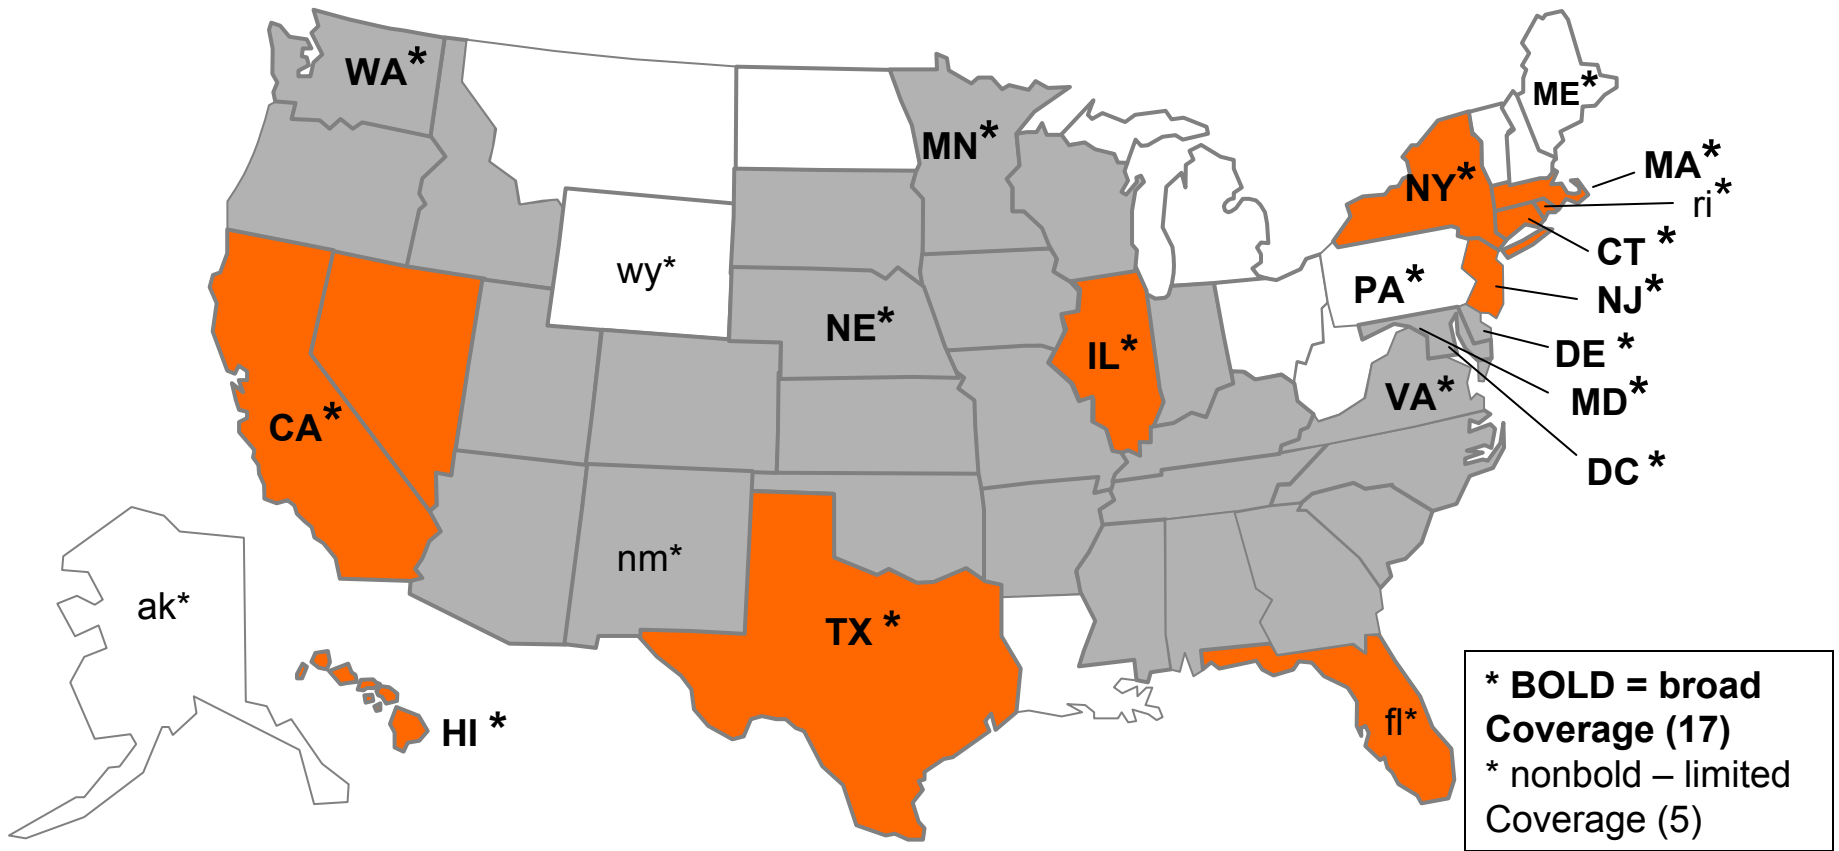 WA*
ME*
MN*
MA*
NY*
ri*
CT *
wy*
PA*
NJ*
NE*
IL*
DE *
VA*
MD*
CA*
DC *
nm*
ak*
TX *
HI *
fl*
* BOLD = broad
Coverage (17)
* nonbold – limited
Coverage (5)